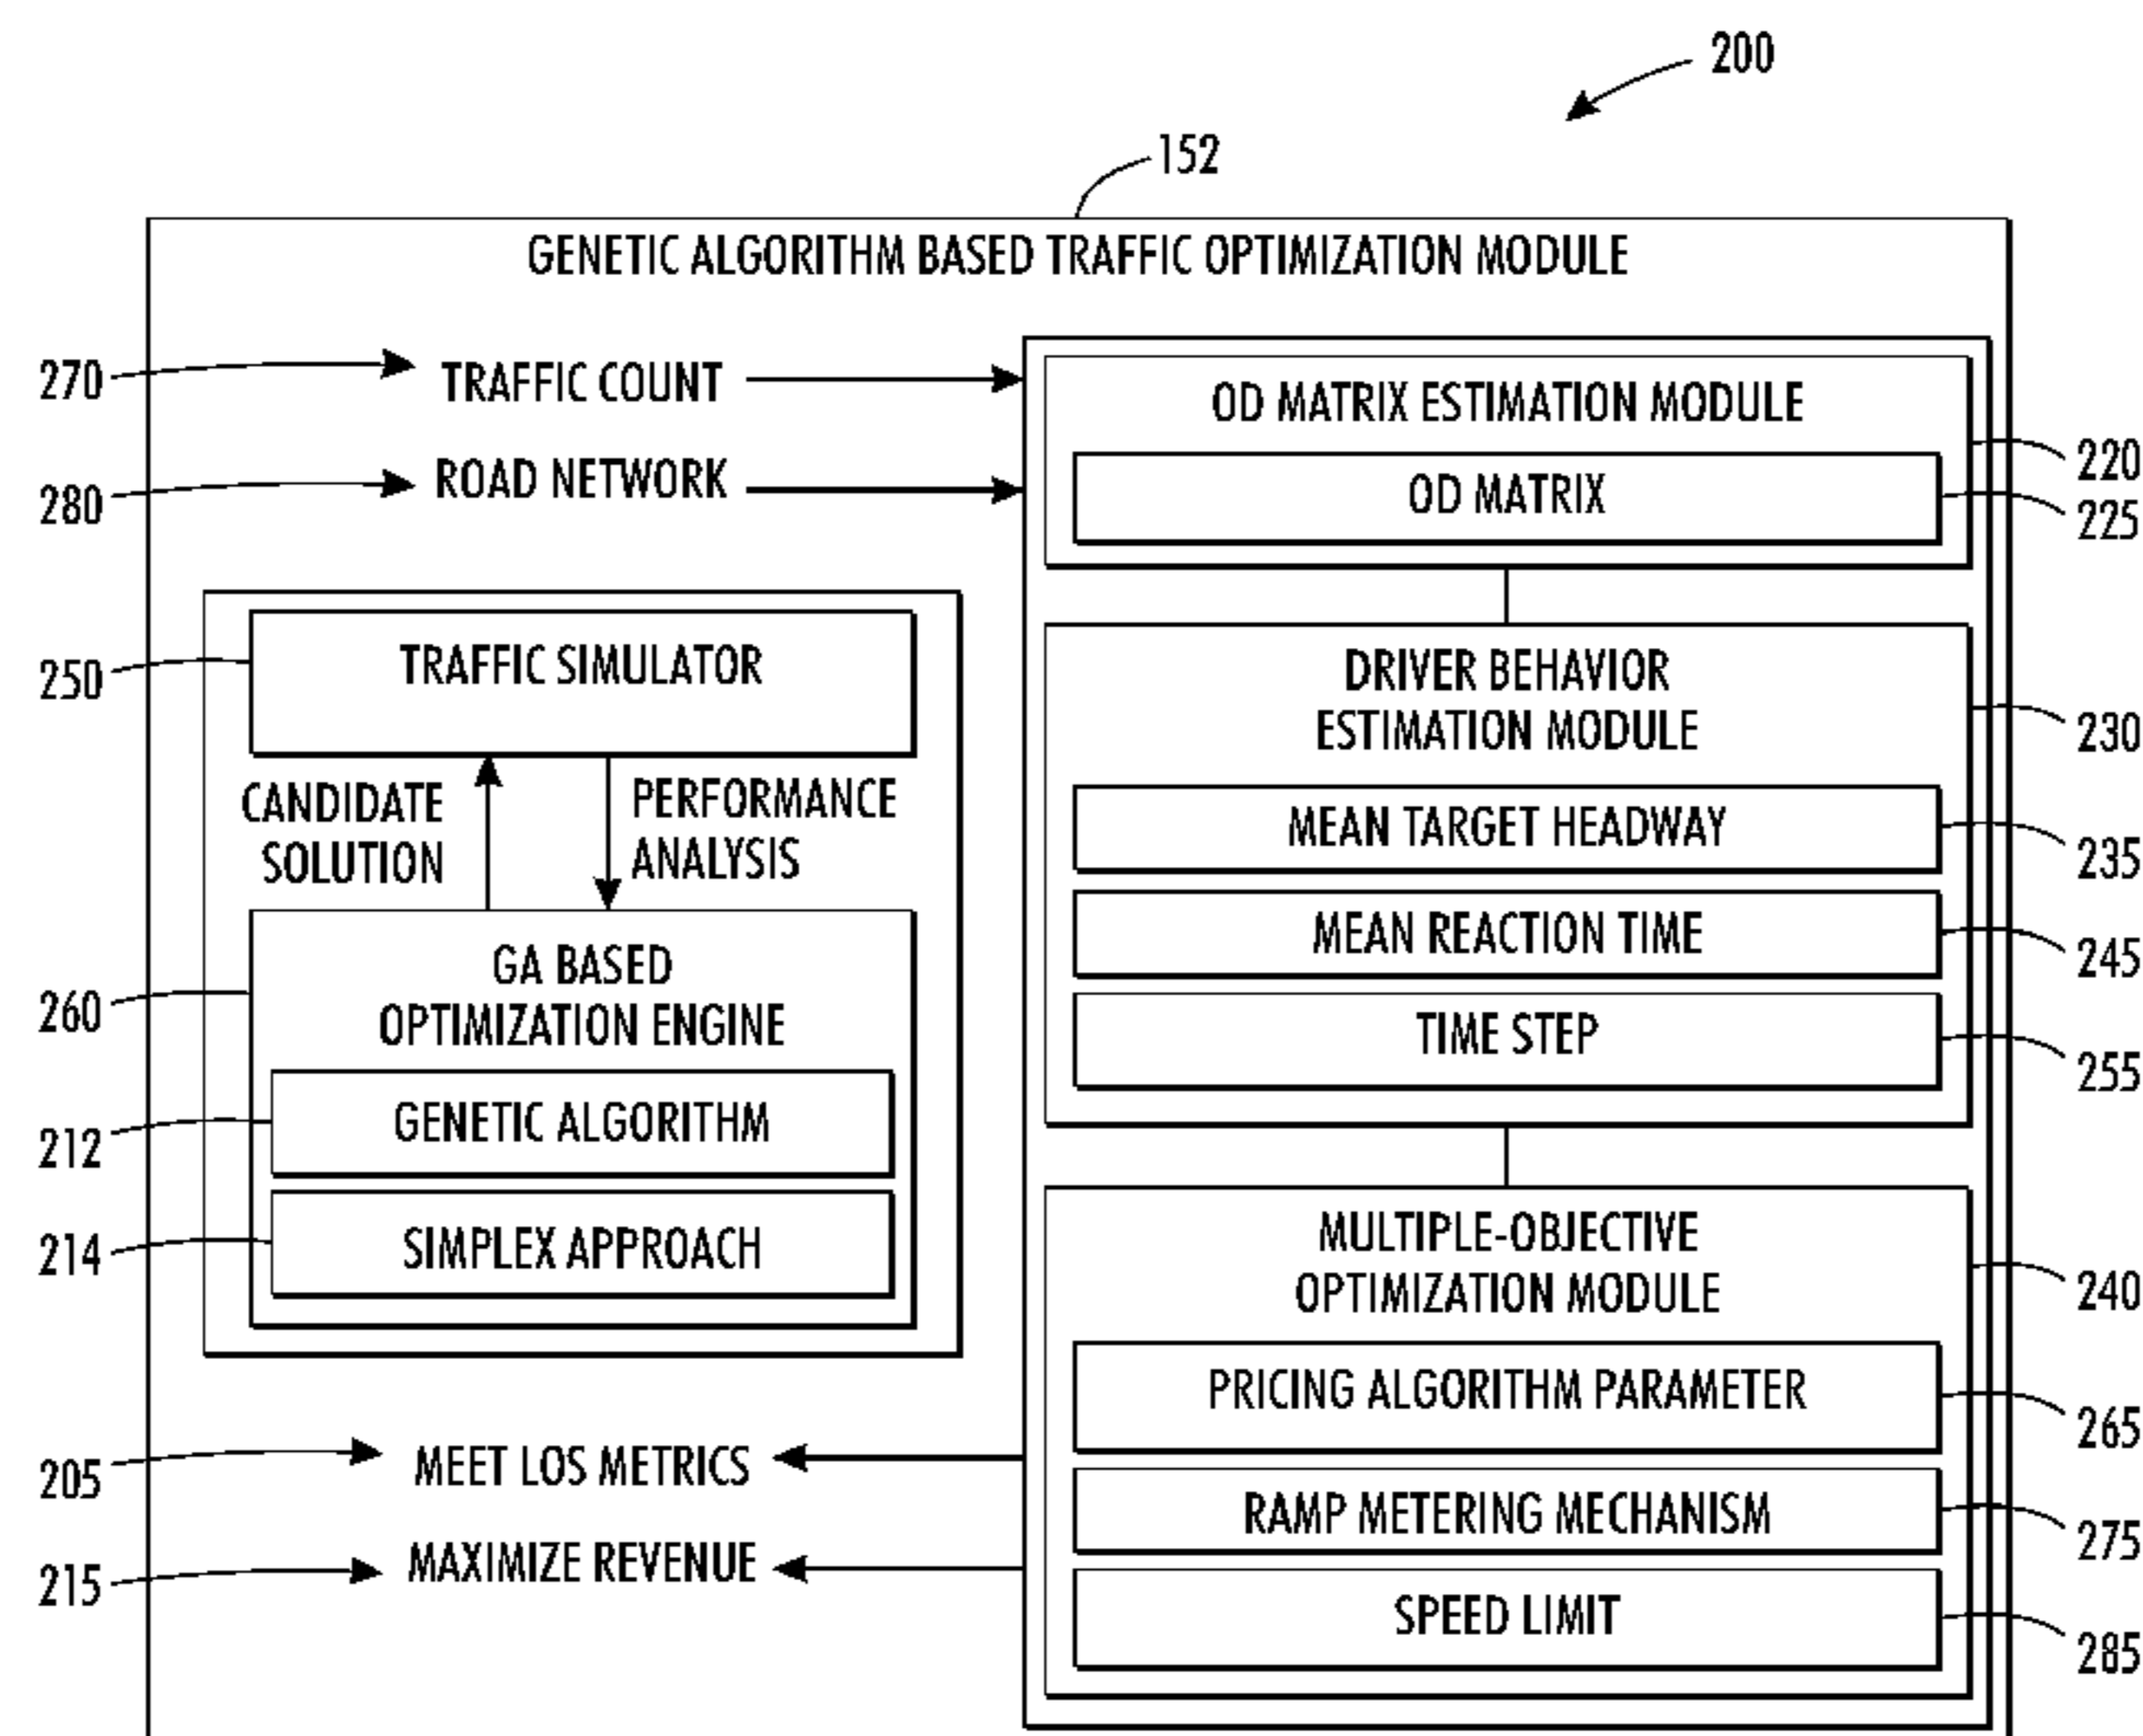 200
152
GENETIC ALGORITHM BASED TRAFFIC OPTIMIZATION MODULE
270
TRAFFIC COUNT
280
ROAD NETWORK
OD MATRIX ESTIMATION MODULE
220
OD MATRIX
225
250
TRAFFIC SIMULATOR
CANDIDATE
SOLUTION
PERFORMANCE
ANALYSIS
260
GA BASED
OPTIMIZATION ENGINE
212
GENETIC ALGORITHM
214
SIMPLEX APPROACH
DRIVER BEHAVIOR
ESTIMATION MODULE
230
MEAN TARGET HEADWAY
235
MEAN REACTION TIME
245
TIME STEP
255
MULTIPLE-OBJECTIVE
OPTIMIZATION MODULE
240
PRICING ALGORITHM PARAMETER
265
RAMP METERING MECHANISM
275
SPEED LIMIT
285
205
MEET LOS METRICS
215
MAXIMIZE REVENUE